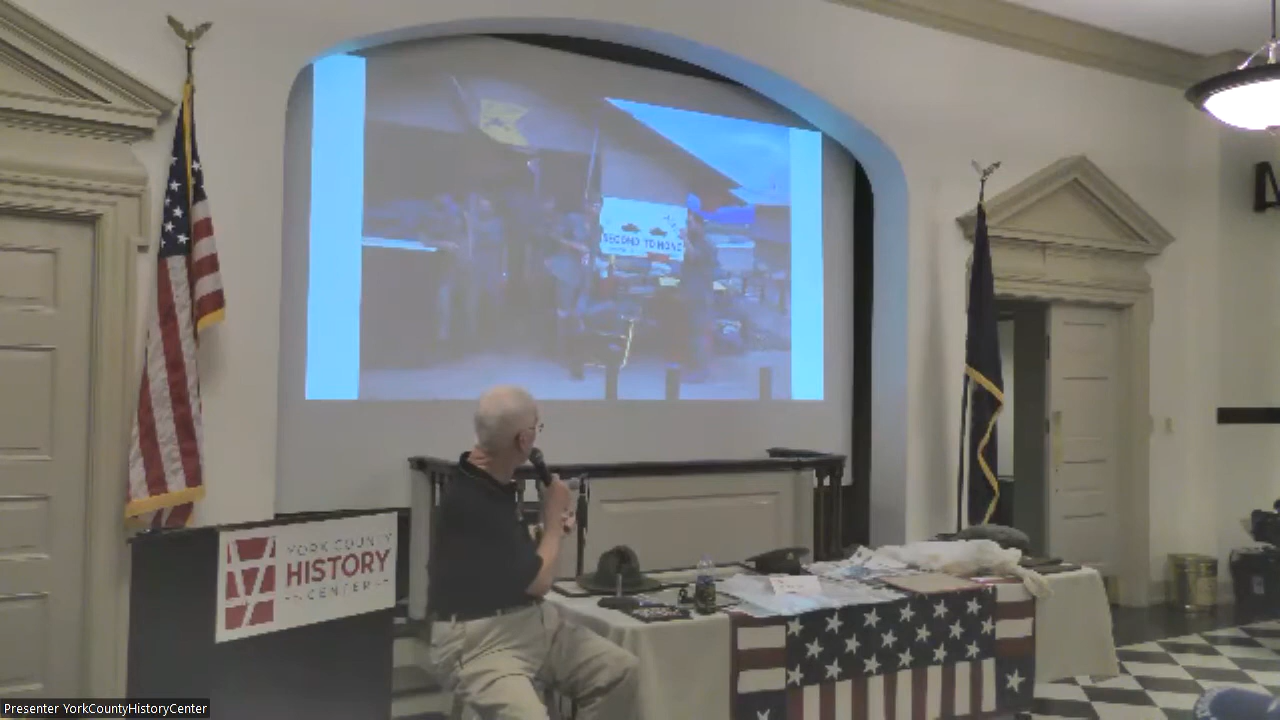 SECOND TO NONE
YORK COUNTY
HISTORY
CENTER
Presenter YorkCountyHistoryCenter